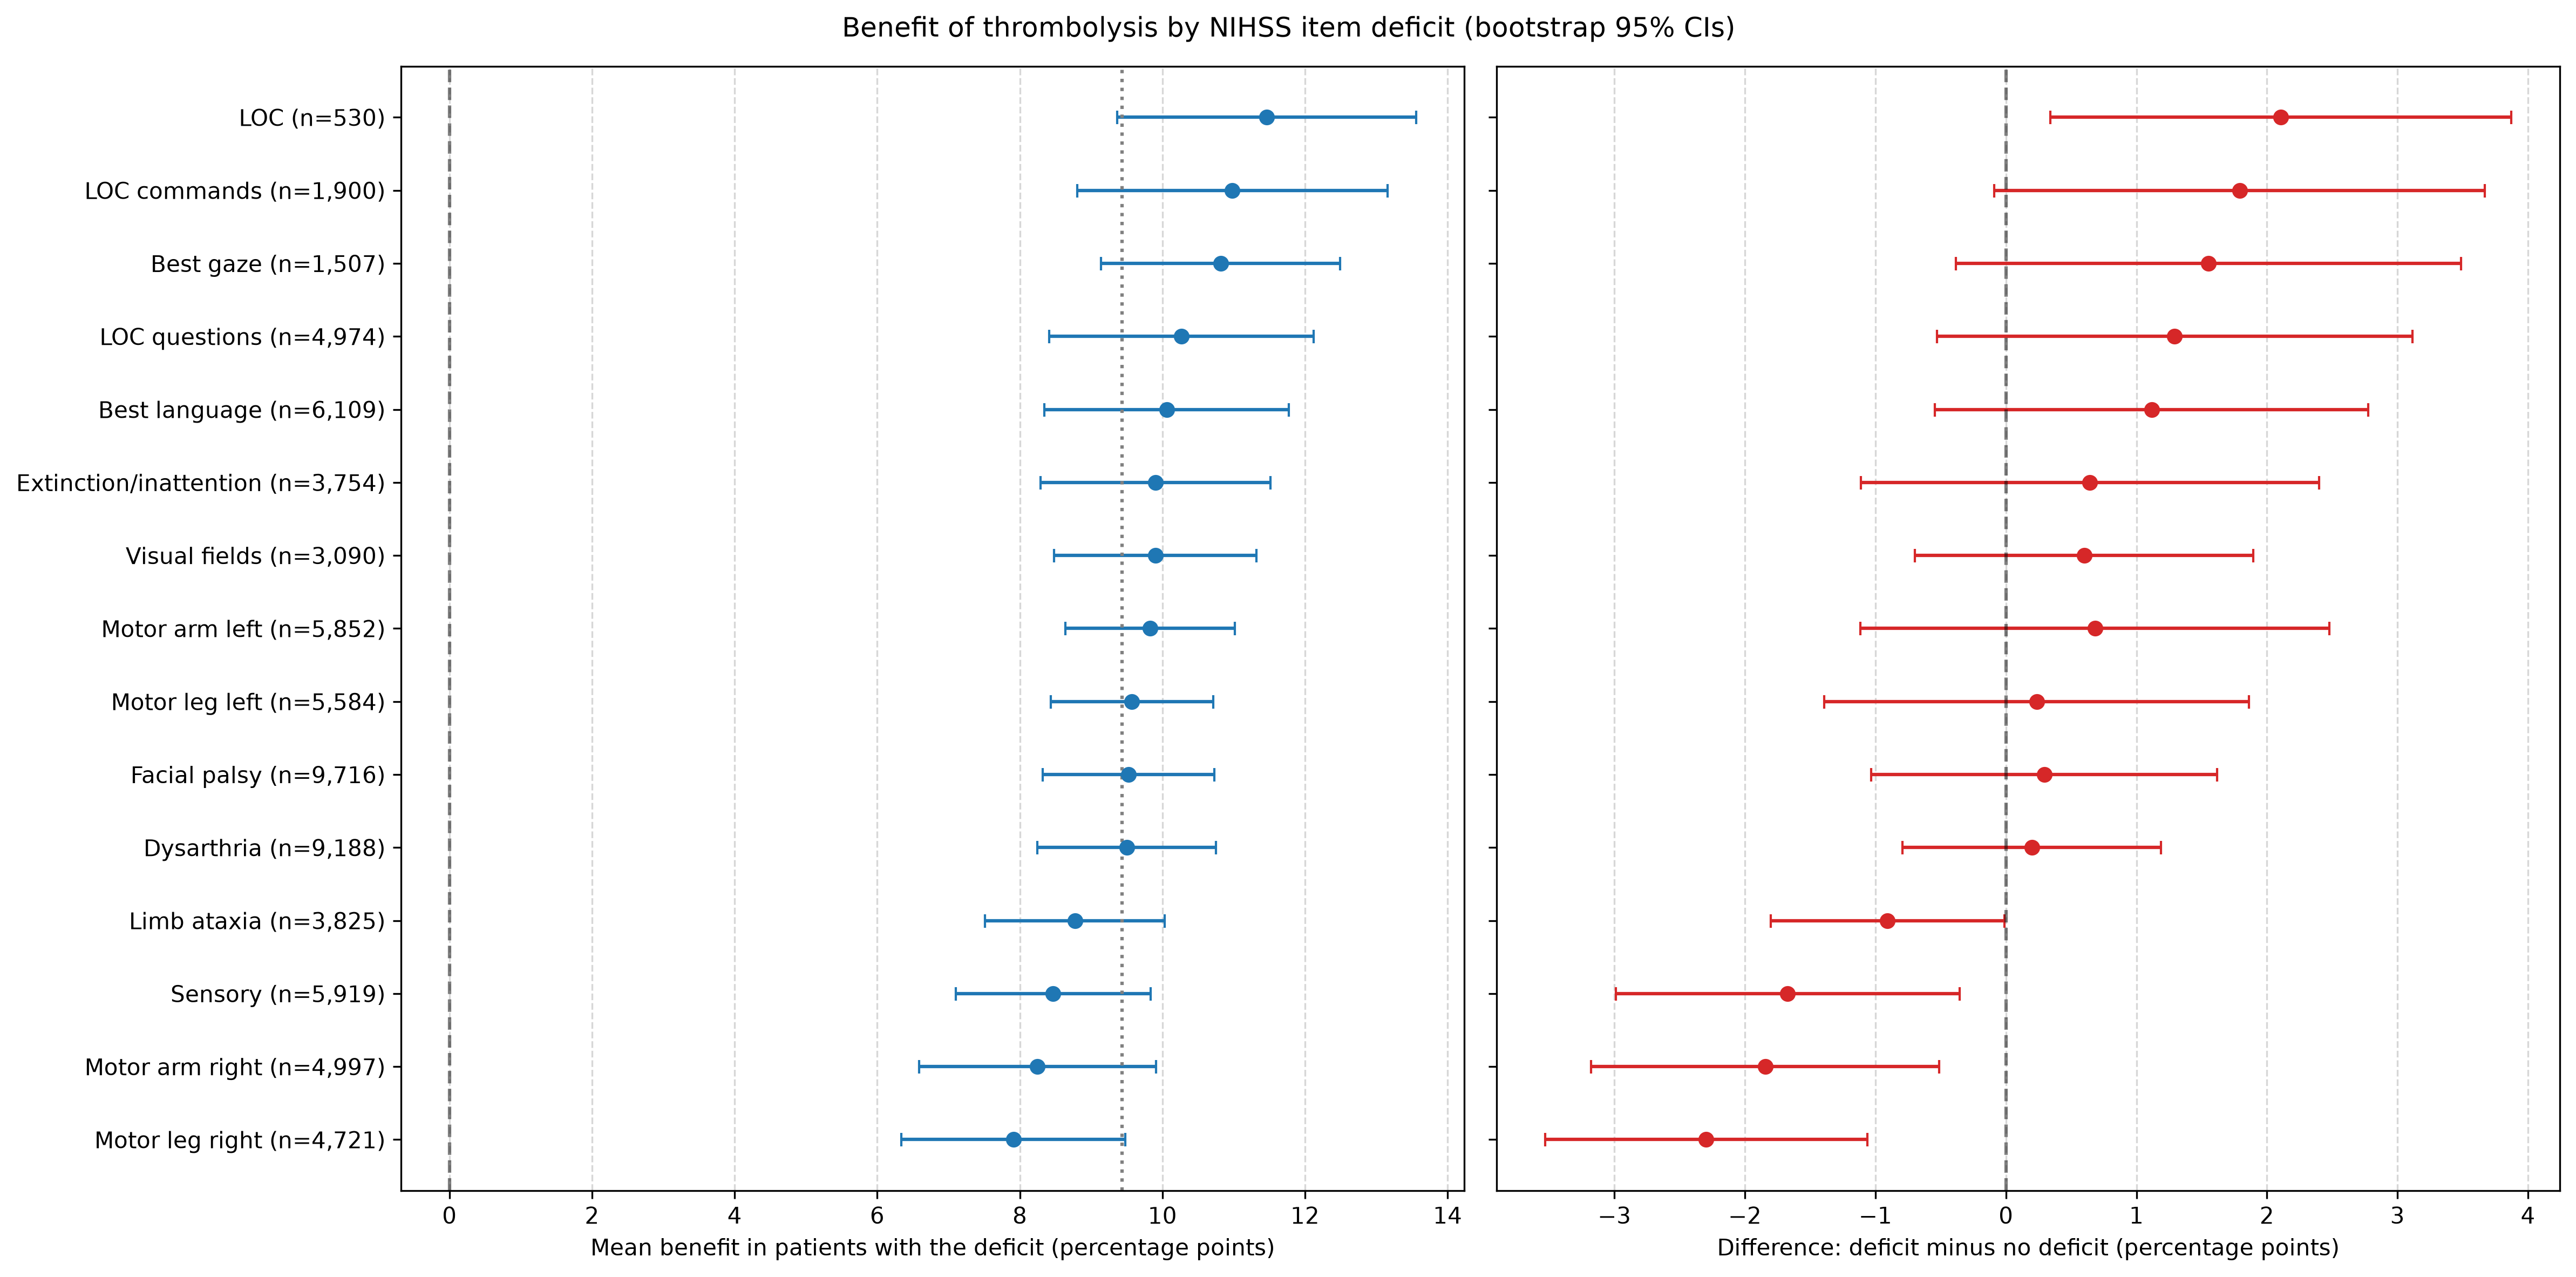 Benefit of thrombolysis by NIHSS item deficit (bootstrap 95% CIs)
LOC (n=530)
LOC commands (n=1,900)
Best gaze (n=1,507)
LOC questions (n=4,974)
Best language (n=6,109)
Extinction/inattention (n=3,754)
Visual fields (n=3,090)
Motor arm left (n=5,852)
Motor leg left (n=5,584)
Facial palsy (n=9,716)
Dysarthria (n=9,188)
Limb ataxia (n=3,825)
Sensory (n=5,919)
Motor arm right (n=4,997)
Motor leg right (n=4,721)
0 2 4 6 8 10 12 14
Mean benefit in patients with the deficit (percentage points)
−3 −2 −1 0 1 2 3 4
Difference: deficit minus no deficit (percentage points)